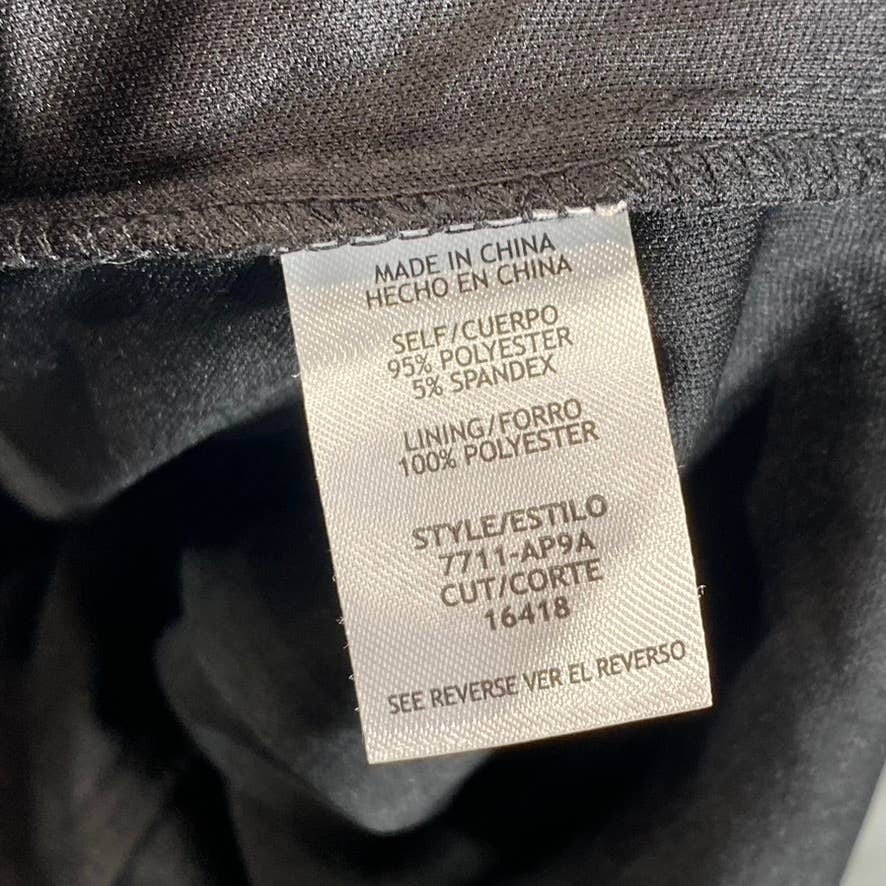 MADE IN CHINA
HECHO EN CHINA
SELF/CUERPO
95% POLYESTER
5% SPANDEX
LINING/FORRO
100% POLYESTER
STYLE/ESTILO
7711-AP9A
CUT/CORTE
16418
SEE REVERSE VER EL REVERSO